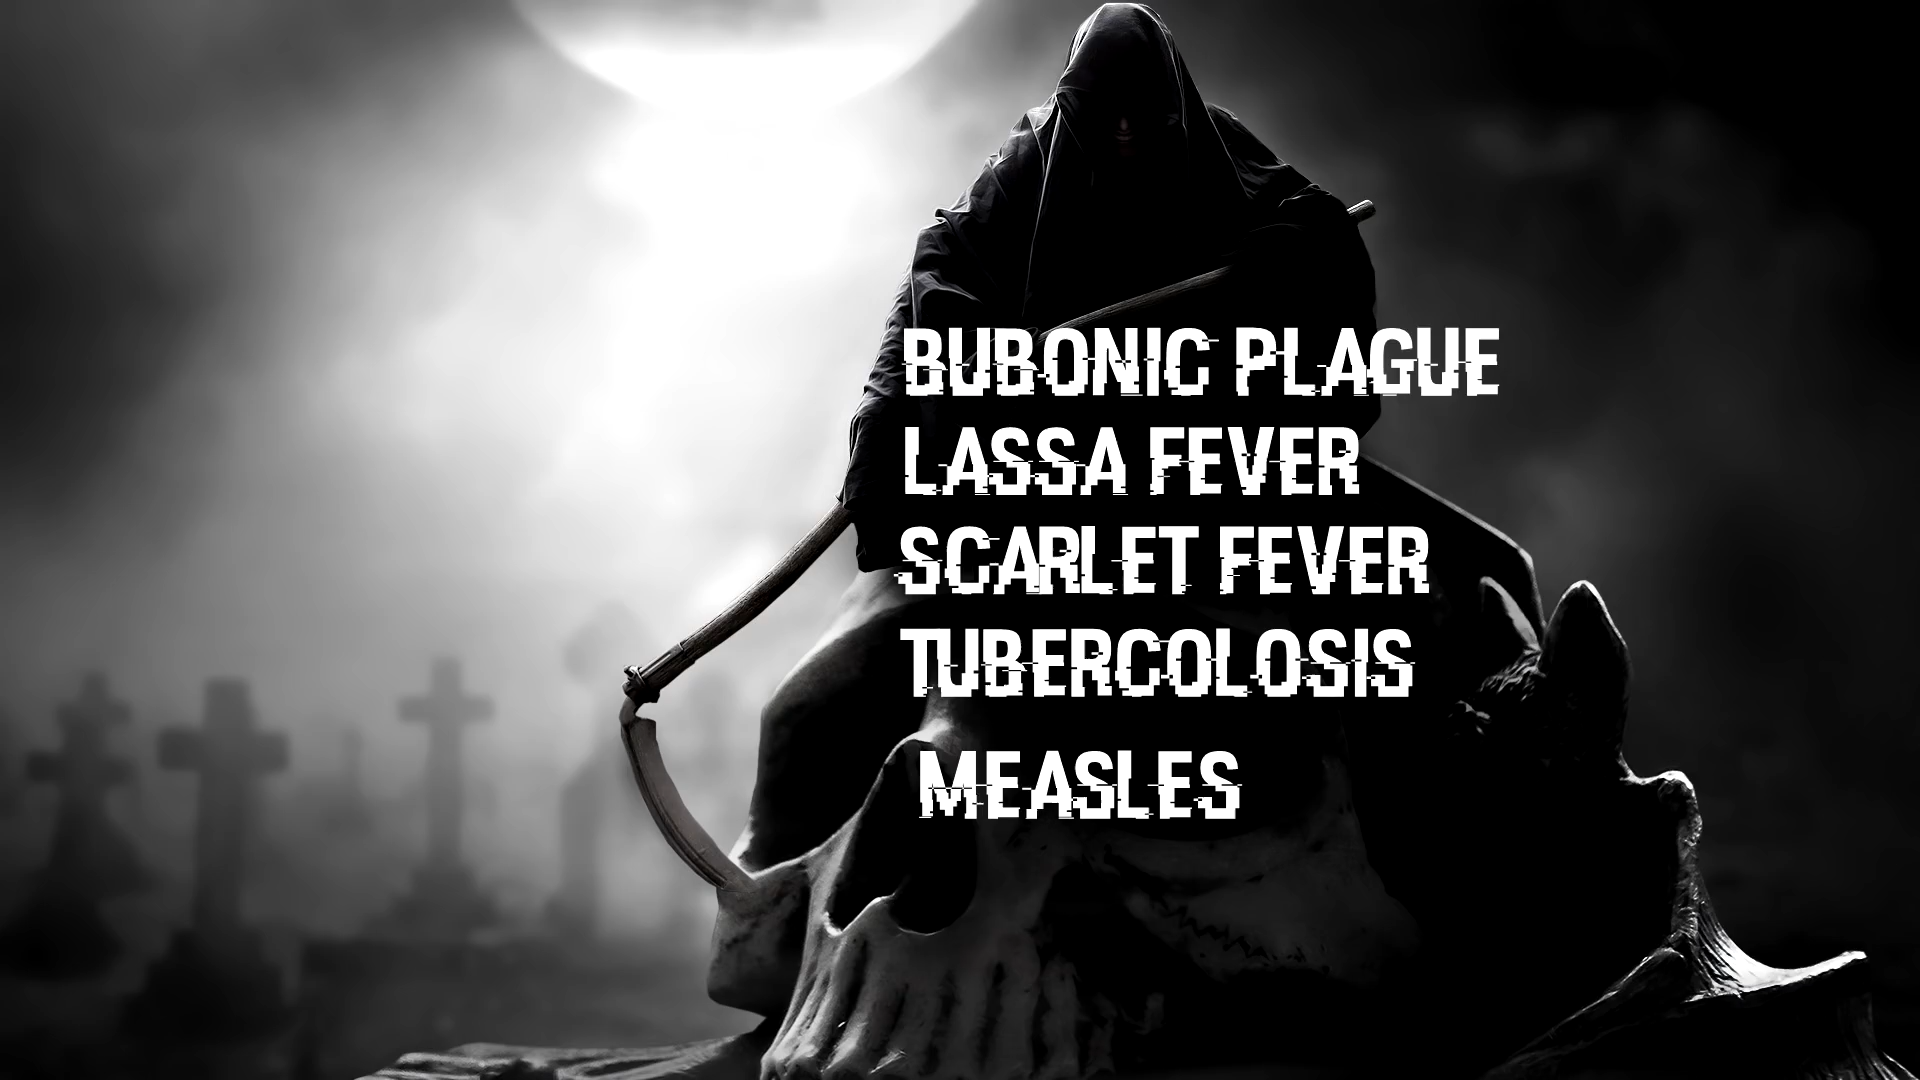 BUBONIC PLAGUE
LASSA FEVER
SCARLET FEVER
TUBERCOLOSIS
MEASLES